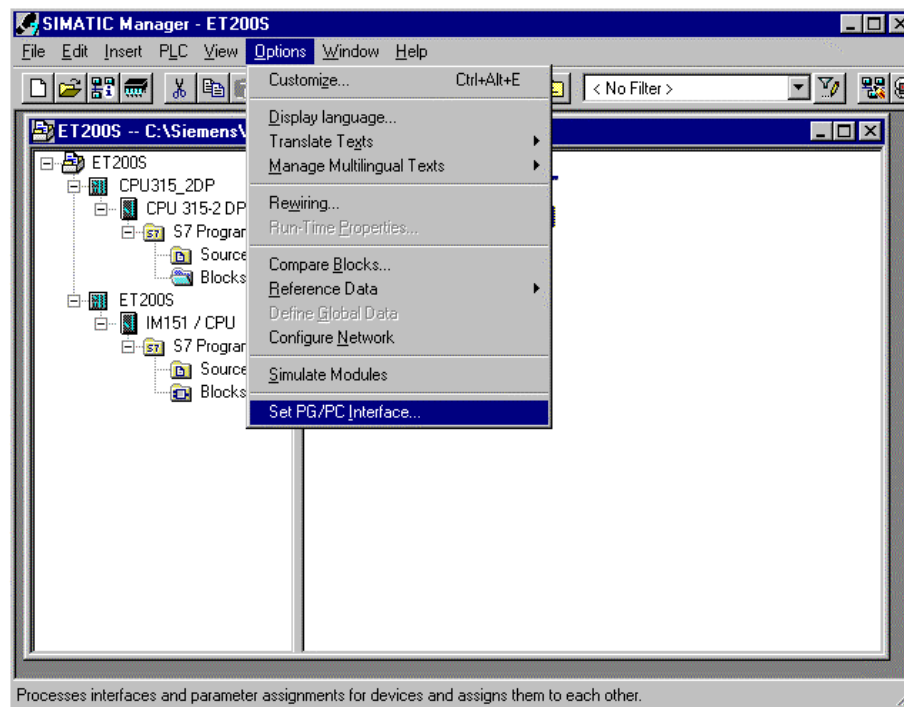 SIMATIC Manager - ET200S
File Edit Insert PLC View Options Window Help
< No Filter >
Customize... Ctrl+Alt+E
Display language...
Translate Texts
Manage Multilingual Texts
Rewiring...
Run-Time Properties...
Compare Blocks...
Reference Data
Define Global Data
Configure Network
Simulate Modules
Set PG/PC Interface...
ET200S -- C:\Siemens\
ET200S
CPU315_2DP
CPU 315-2 DP
S7 Prograr
Source
Blocks
ET200S
IM151 / CPU
S7 Prograr
Source
Blocks
Processes interfaces and parameter assignments for devices and assigns them to each other.